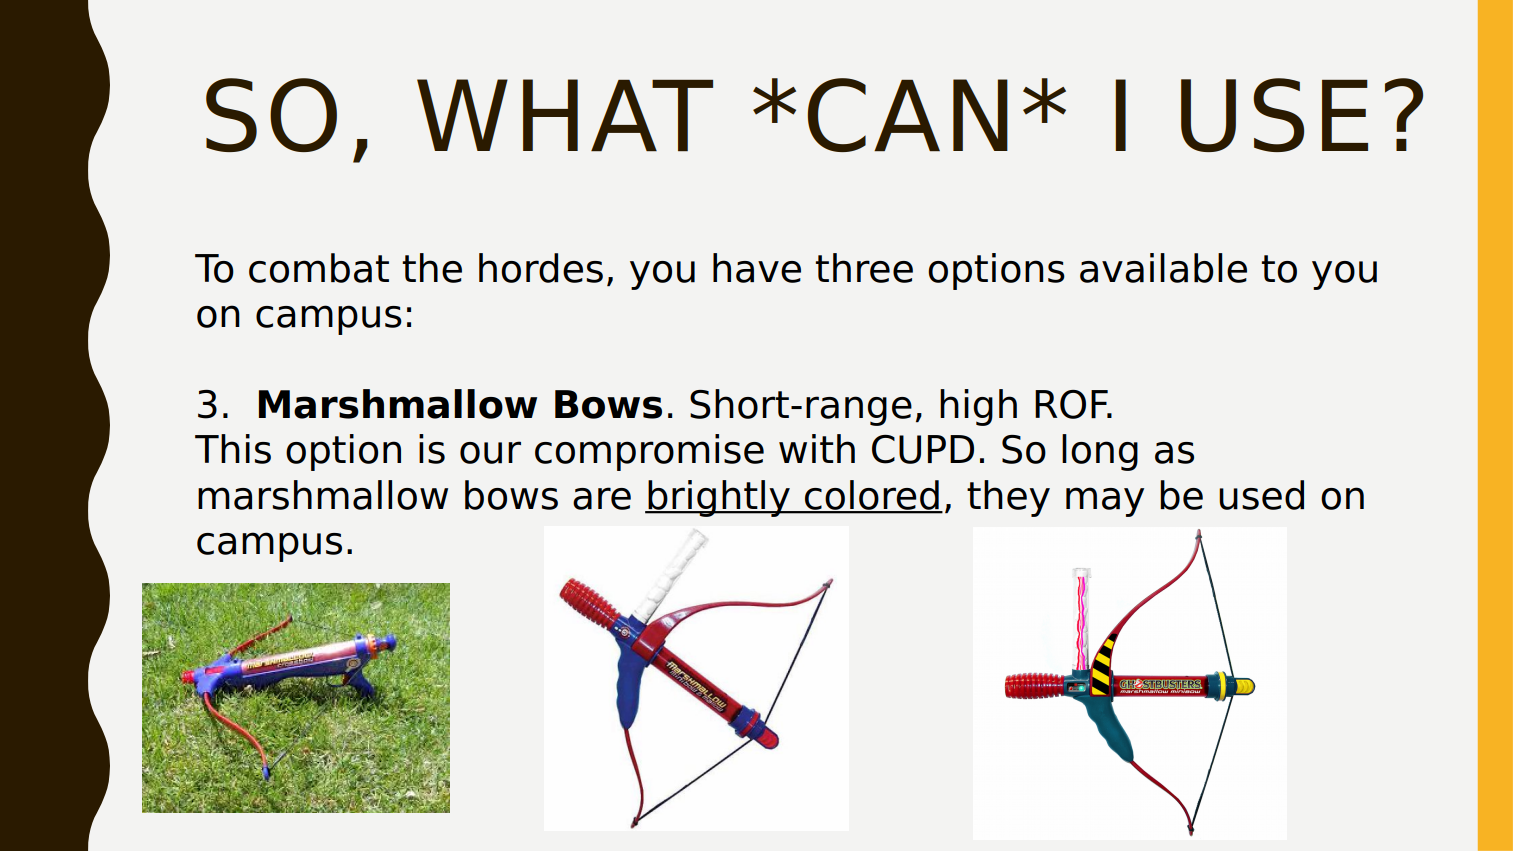 SO, WHAT *CAN* I USE?
To combat the hordes, you have three options available to you
on campus:
3. Marshmallow Bows. Short-range, high ROF.
This option is our compromise with CUPD. So long as
marshmallow bows are brightly colored, they may be used on
campus.
MARSHMALLOW
MARSHMALLOW
GHOSTBUSTERS
marshmallow minibow